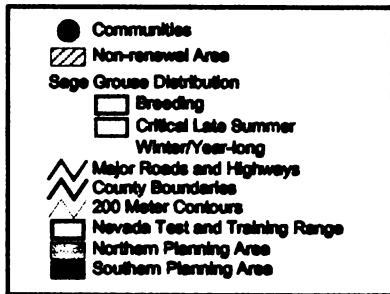 Communities
Non-renewal Area
Sage Grouse Distribution
Breeding
Critical Late Summer
Winter/Year-long
Major Roads and Highways
County Boundaries
200 Meter Contours
Nevada Test and Training Range
Northern Planning Area
Southern Planning Area